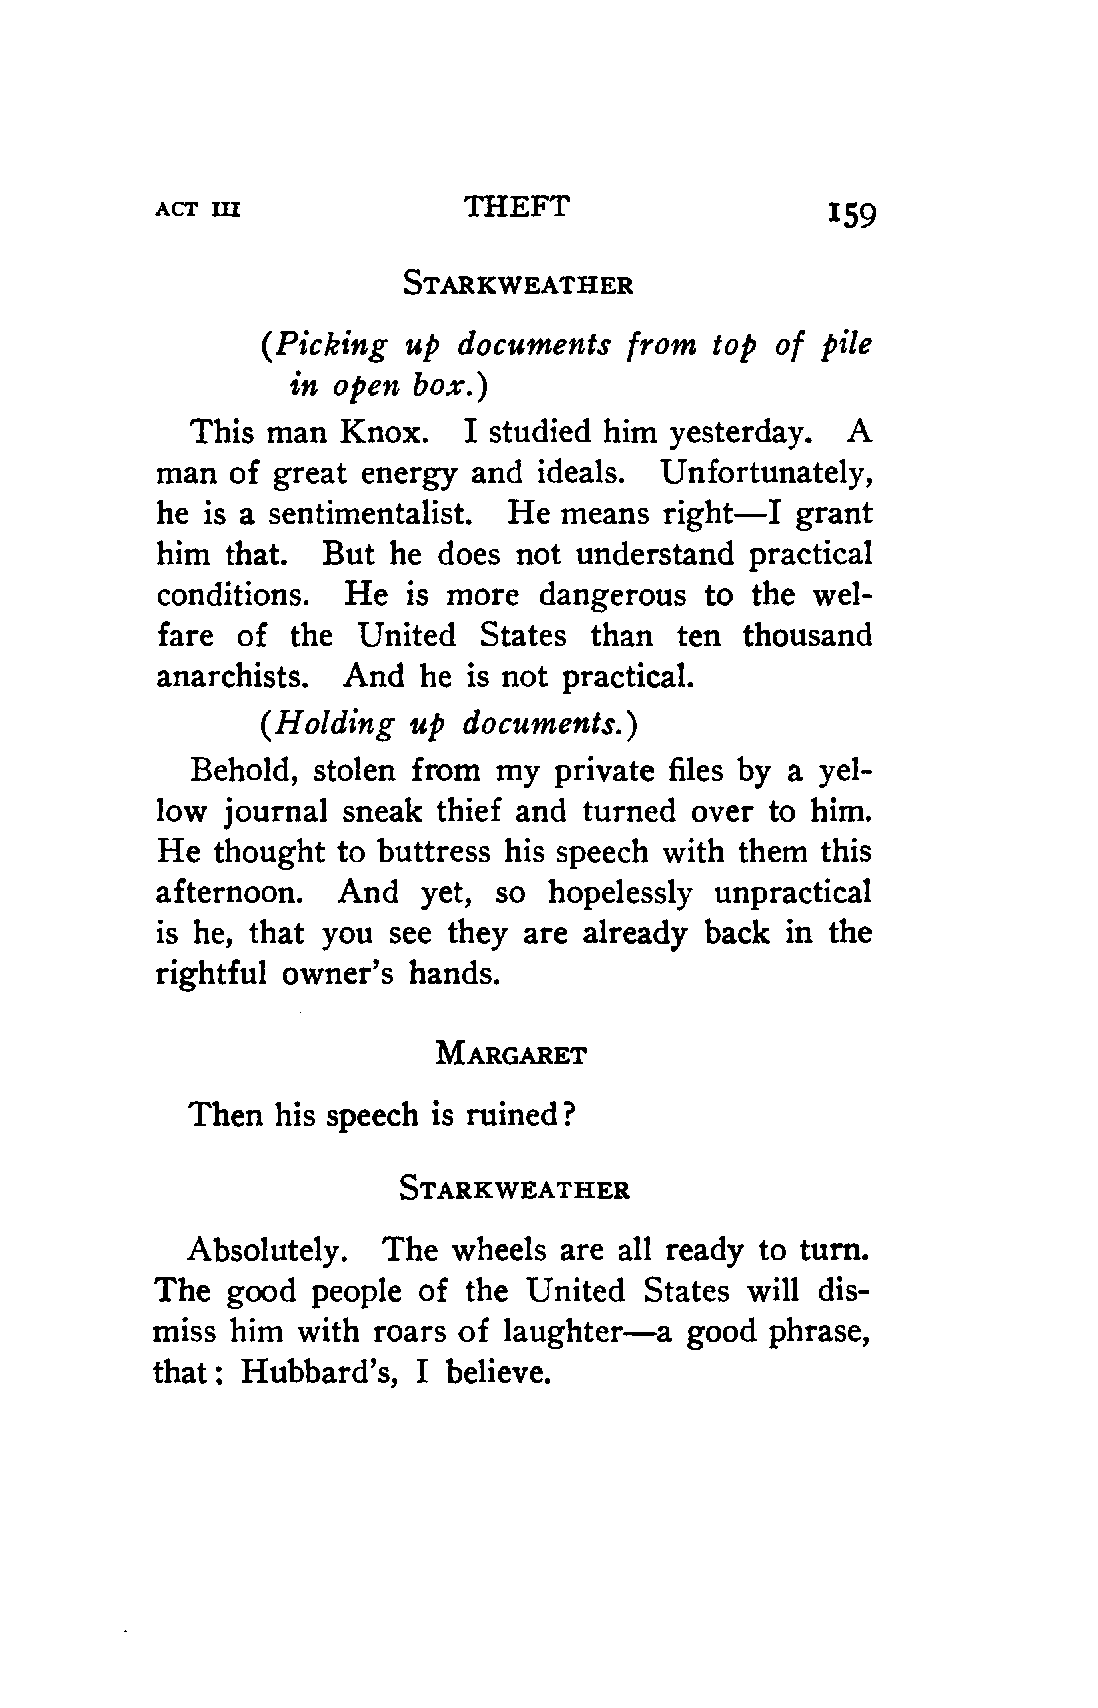 ACT III THEFT 159
STARKWEATHER
(Picking up documents from top of pile
in open box.)
This man Knox. I studied him yesterday. A
man of great energy and ideals. Unfortunately,
he is a sentimentalist. He means right—I grant
him that. But he does not understand practical
conditions. He is more dangerous to the wel-
fare of the United States than ten thousand
anarchists. And he is not practical.
(Holding up documents.)
Behold, stolen from my private files by a yel-
low journal sneak thief and turned over to him.
He thought to buttress his speech with them this
afternoon. And yet, so hopelessly unpractical
is he, that you see they are already back in the
rightful owner's hands.
MARGARET
Then his speech is ruined?
STARKWEATHER
Absolutely. The wheels are all ready to turn.
The good people of the United States will dis-
miss him with roars of laughter—a good phrase,
that: Hubbard's, I believe.